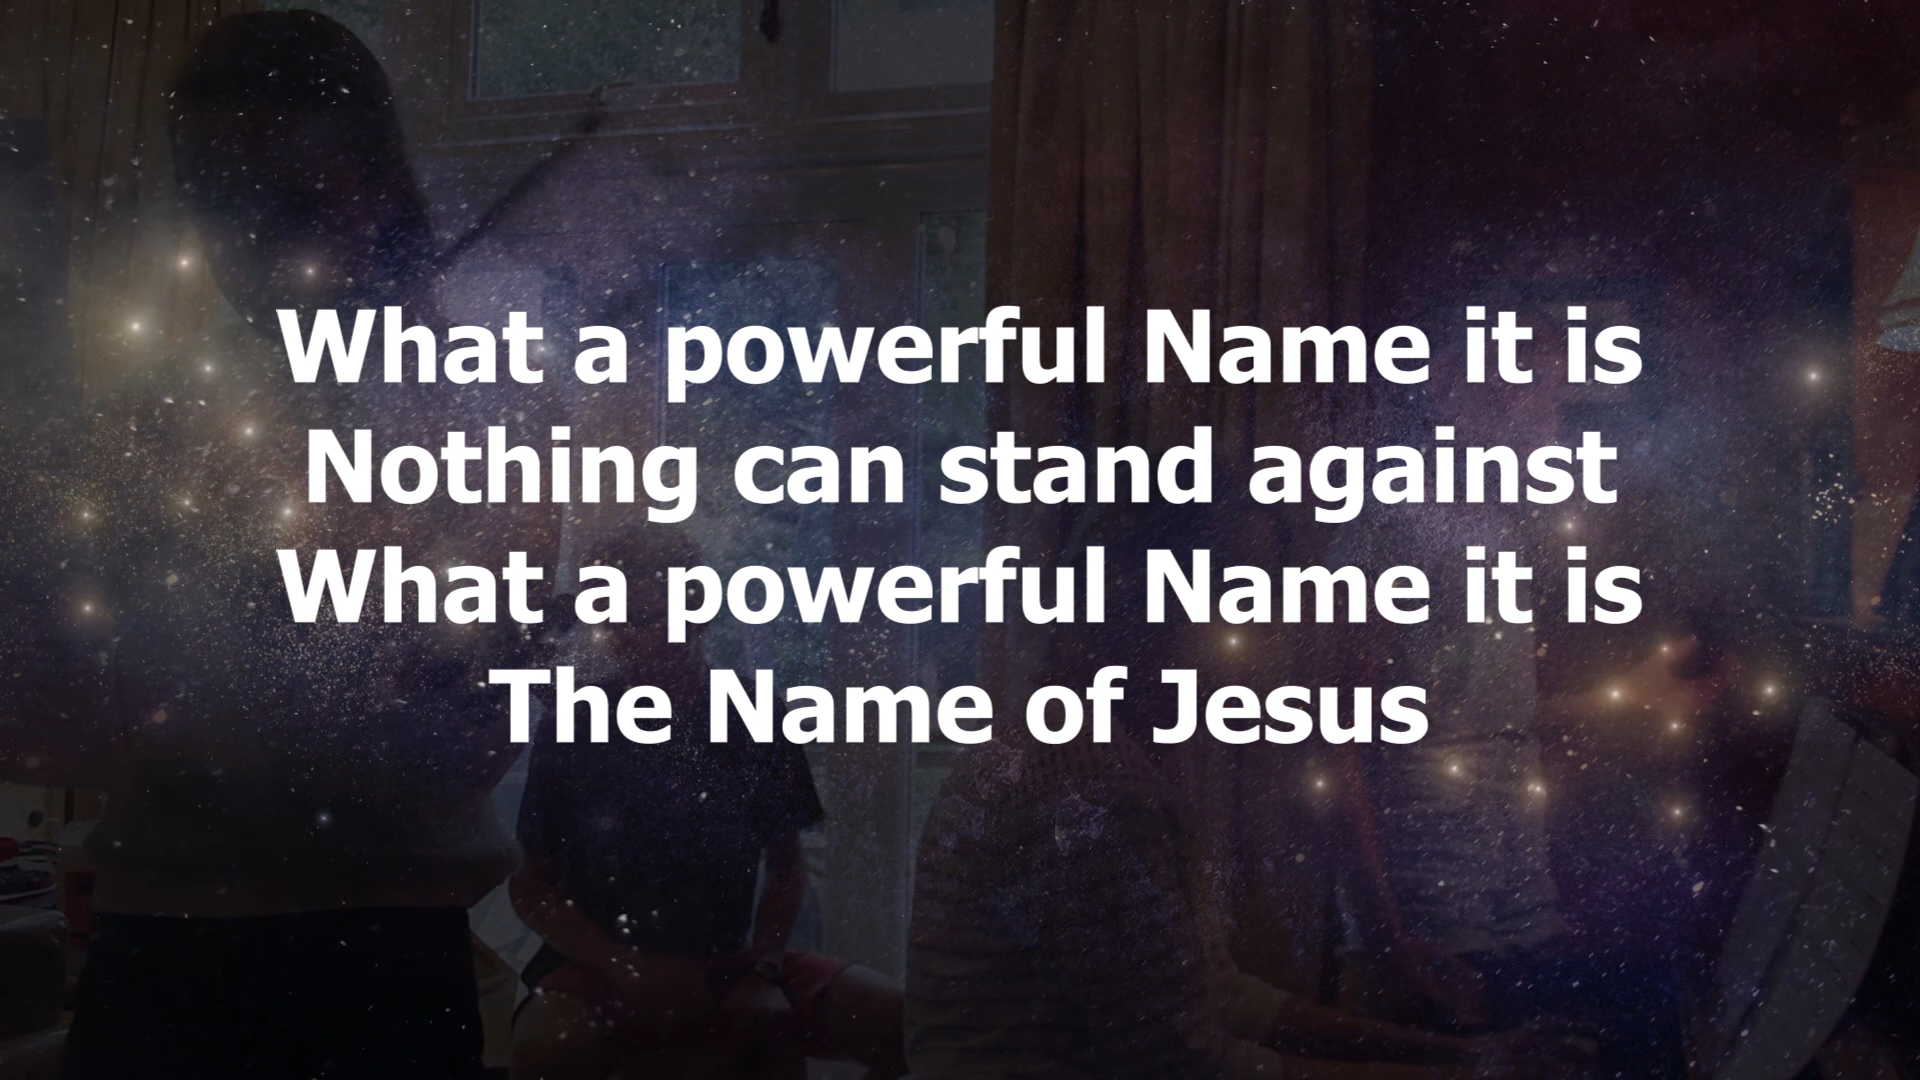 What a powerful Name it is
Nothing can stand against
What a powerful Name it is
The Name of Jesus